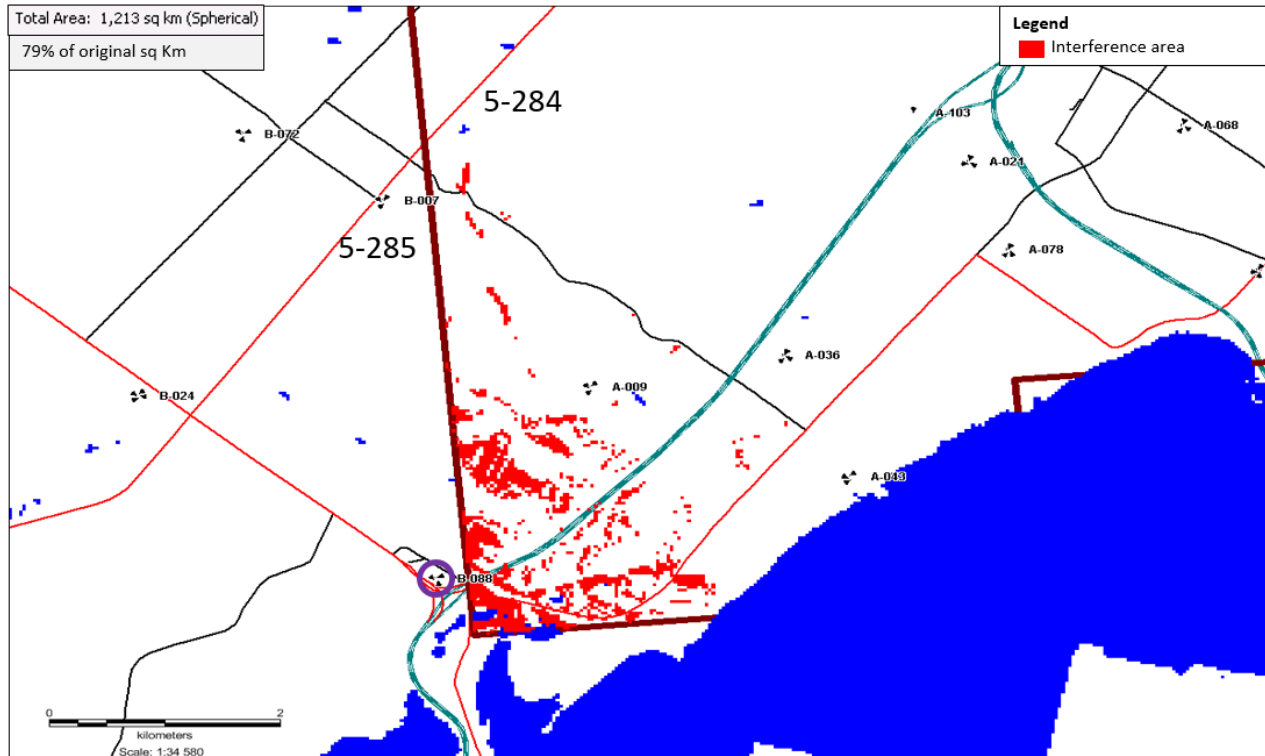 Total Area: 1,213 sq km (Spherical)
79% of original sq Km
Legend
Interference area
5-284
B-072
A-103
A-068
A-021
B-007
5-285
A-078
A-036
A-009
B-024
A-043
B-088
0 2
kilometers
Scale: 1:34 580